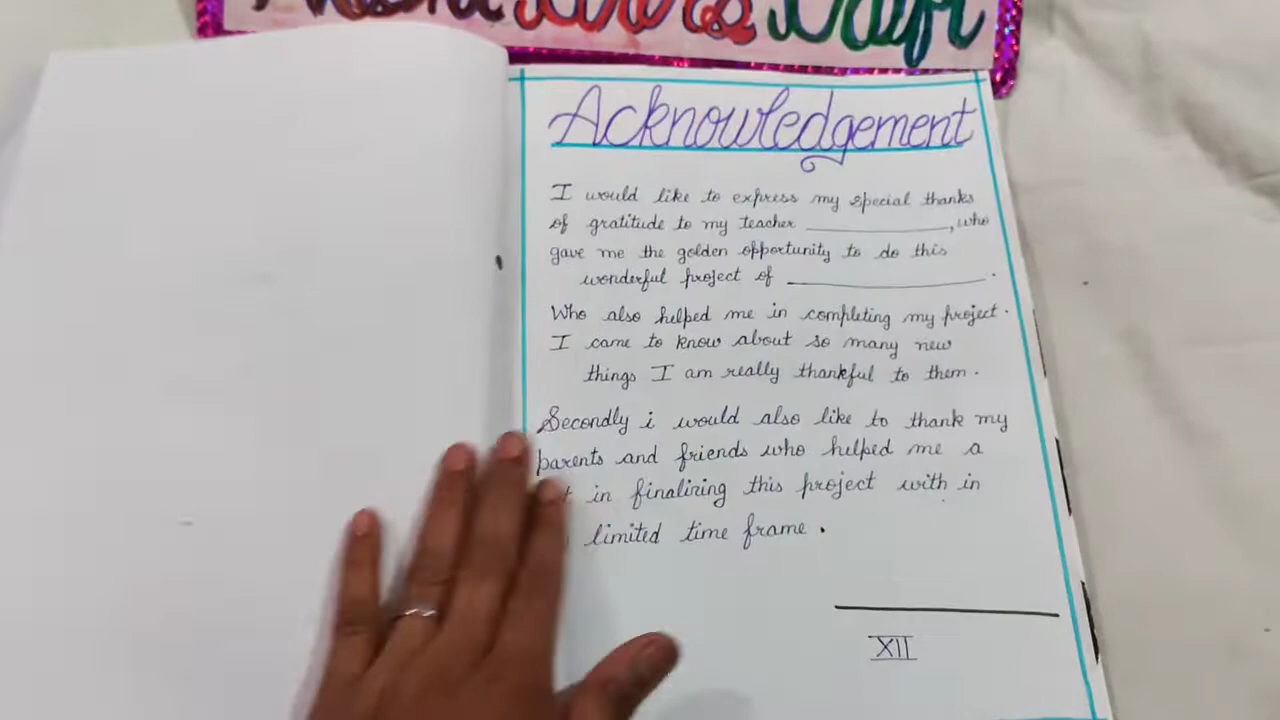 Acknowledgement
I would like to express my special thanks
of gratitude to my teacher __________, who
gave me the golden opportunity to do this
wonderful project of ______________.
Who also helped me in completing my project.
I came to know about so many new
things I am really thankful to them.
Secondly i would also like to thank my
parents and friends who helped me a
in finalizing this project with in
limited time frame.
XII